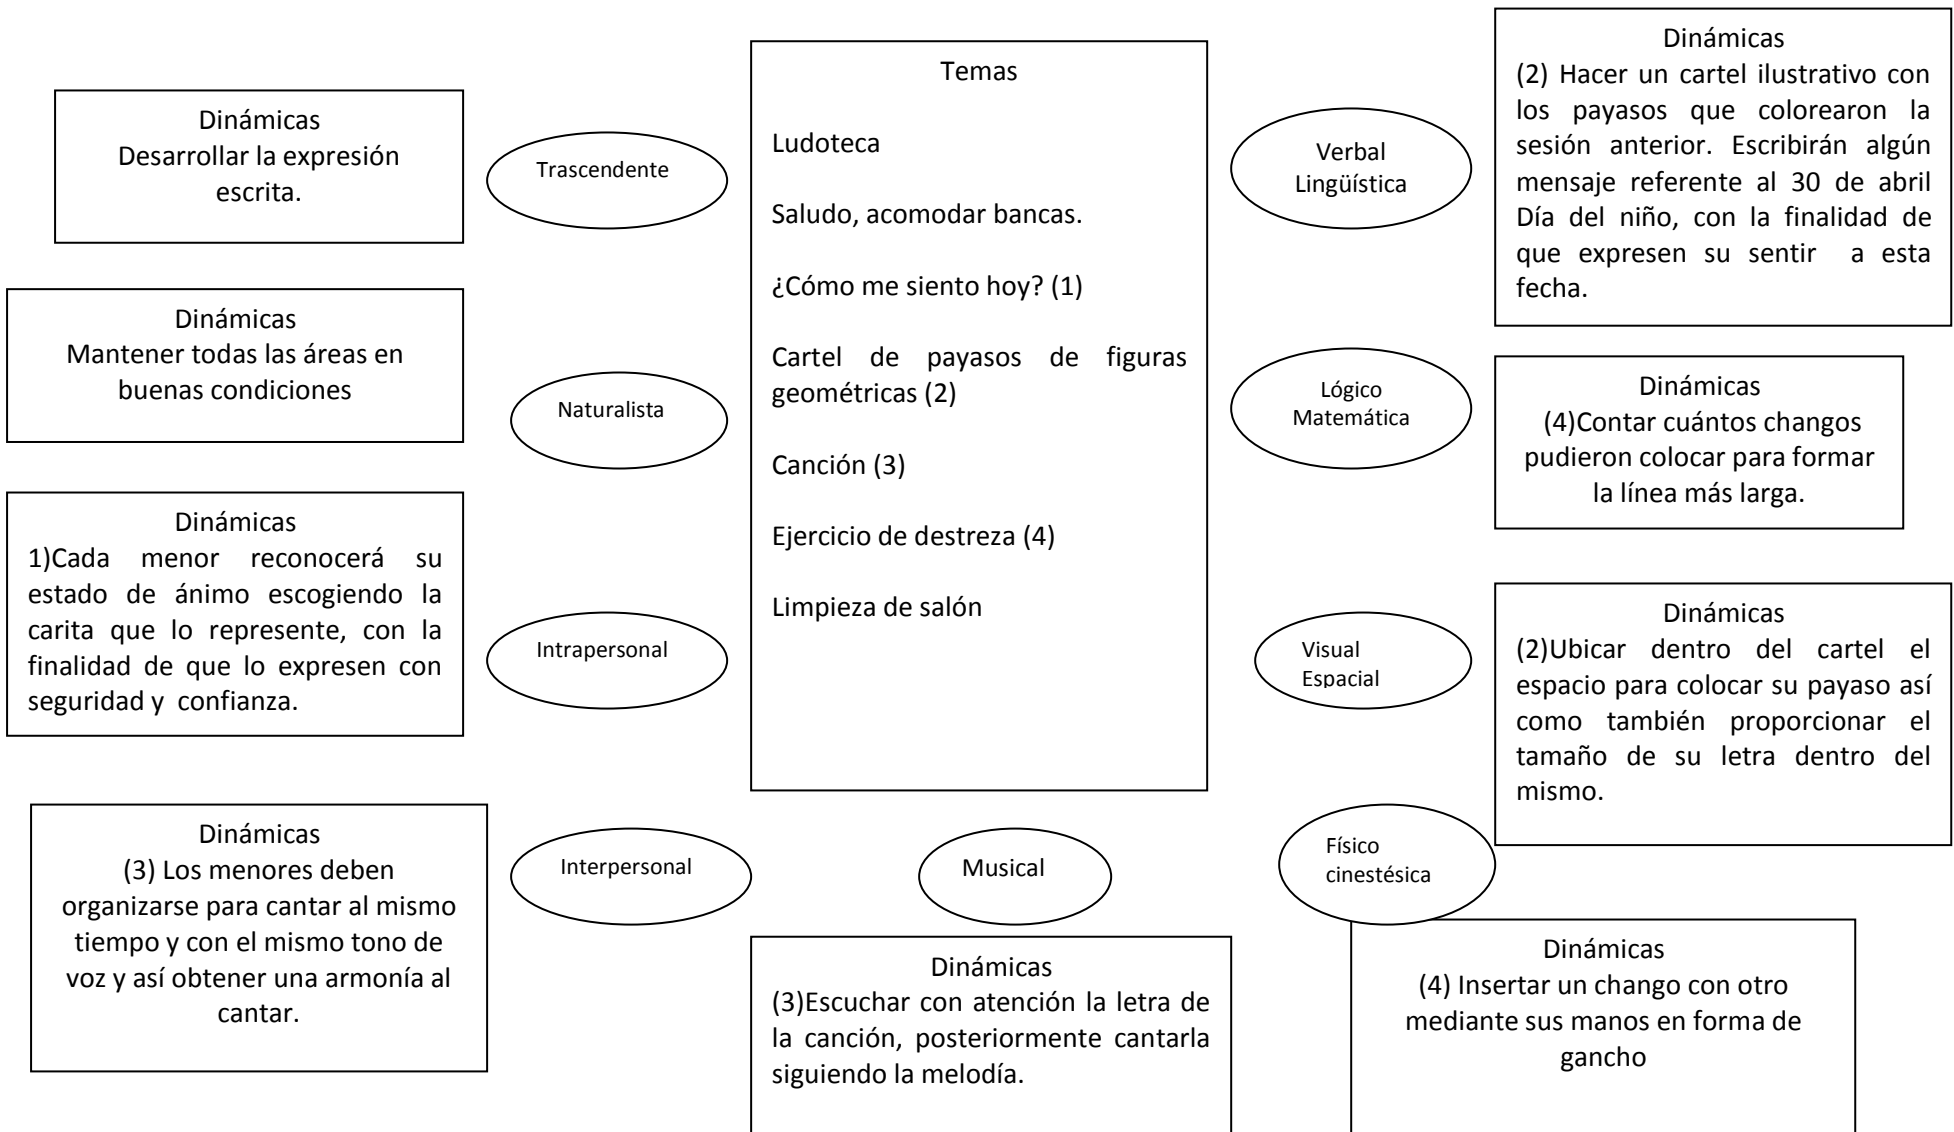 Dinámicas
Desarrollar la expresión
escrita.
Trascendente
Temas
Ludoteca
Saludo, acomodar bancas.
¿Cómo me siento hoy? (1)
Cartel de payasos de figuras
geométricas (2)
Canción (3)
Ejercicio de destreza (4)
Limpieza de salón
Verbal
Lingüística
Dinámicas
(2) Hacer un cartel ilustrativo con
los payasos que colorearon la
sesión anterior. Escribirán algún
mensaje referente al 30 de abril
Día del niño, con la finalidad de
que expresen su sentir a esta
fecha.
Dinámicas
Mantener todas las áreas en
buenas condiciones
Naturalista
Lógico
Matemática
Dinámicas
(4)Contar cuántos changos
pudieron colocar para formar
la línea más larga.
Dinámicas
1)Cada menor reconocerá su
estado de ánimo escogiendo la
carita que lo represente, con la
finalidad de que lo expresen con
seguridad y confianza.
Intrapersonal
Visual
Espacial
Dinámicas
(2)Ubicar dentro del cartel el
espacio para colocar su payaso así
como también proporcionar el
tamaño de su letra dentro del
mismo.
Dinámicas
(3) Los menores deben
organizarse para cantar al mismo
tiempo y con el mismo tono de
voz y así obtener una armonía al
cantar.
Interpersonal
Musical
Físico
cinestésica
Dinámicas
(3)Escuchar con atención la letra de
la canción, posteriormente cantarla
siguiendo la melodía.
Dinámicas
(4) Insertar un chango con otro
mediante sus manos en forma de
gancho